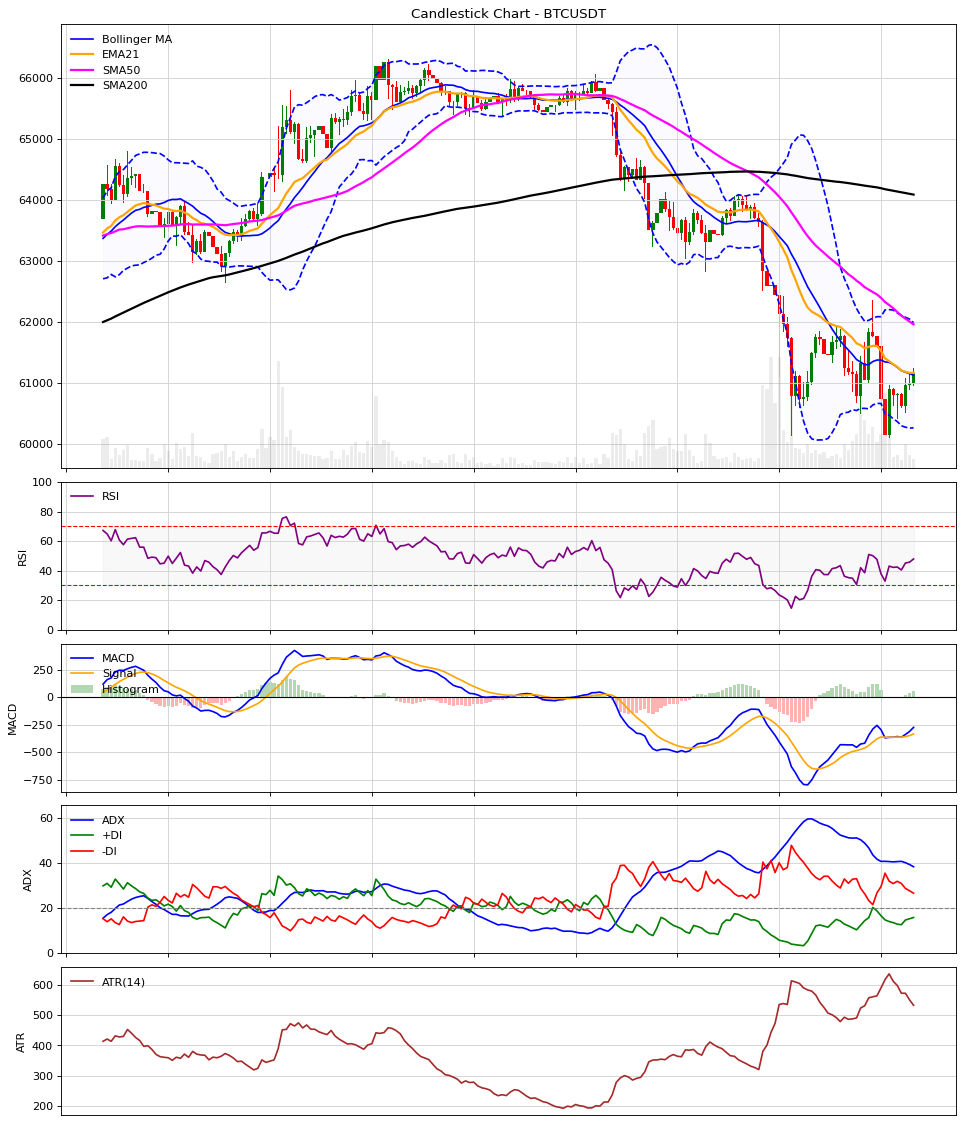 Candlestick Chart - BTCUSDT
Bollinger MA
EMA21
SMA50
SMA200
66000
65000
64000
63000
62000
61000
60000
RSI
100
80
60
40
20
0
RSI
MACD
Signal
Histogram
250
0
−250
−500
−750
MACD
ADX
+DI
-DI
60
40
20
0
ADX
ATR(14)
600
500
400
300
200
ATR